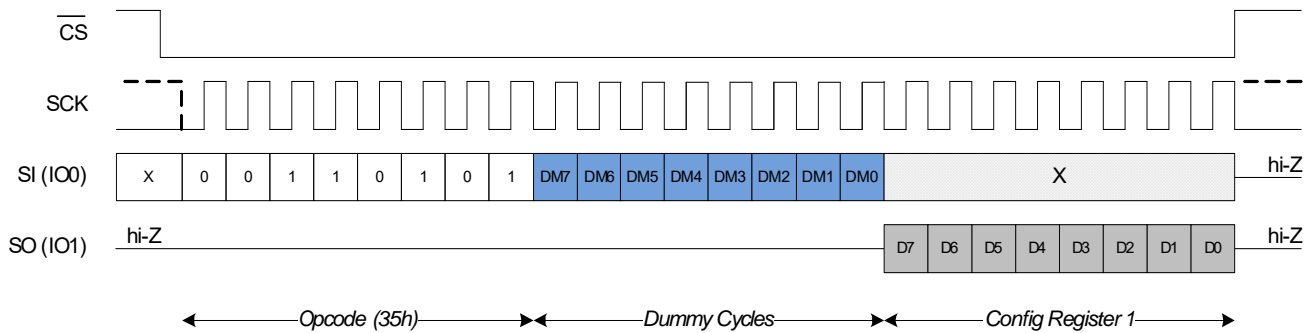 CS
SCK
SI (IO0) X 0 0 1 1 0 1 0 1 DM7 DM6 DM5 DM4 DM3 DM2 DM1 DM0 X hi-Z
hi-Z
SO (IO1) D7 D6 D5 D4 D3 D2 D1 D0 hi-Z
Opcode (35h) Dummy Cycles Config Register 1